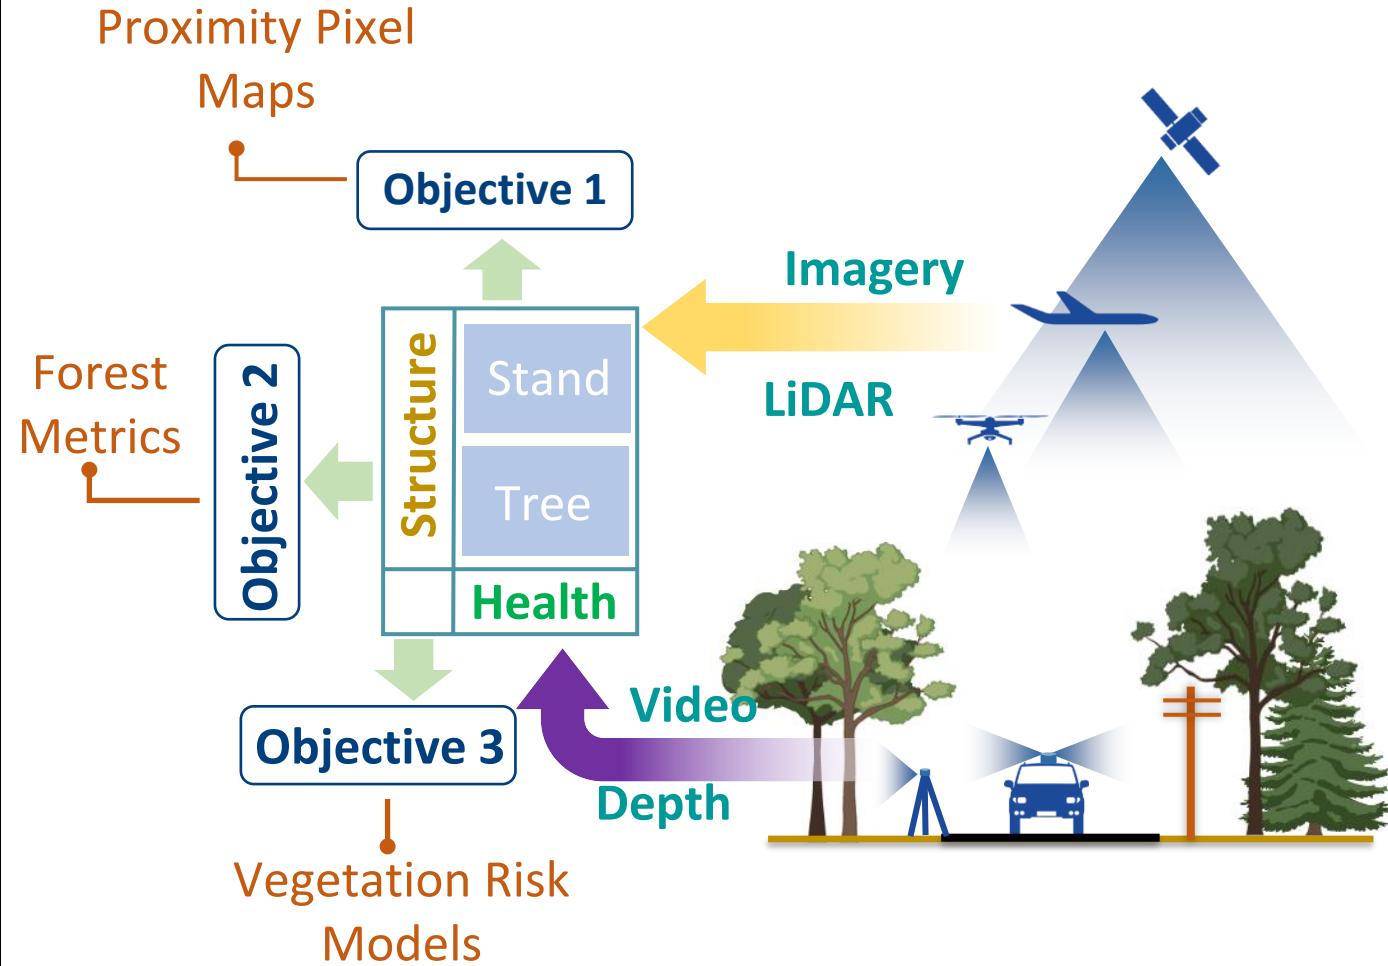 Proximity Pixel
Maps
Objective 1
Imagery
LiDAR
Structure
Stand
Tree
Health
Forest
Metrics
Objective 2
Video
Depth
Objective 3
Vegetation Risk
Models